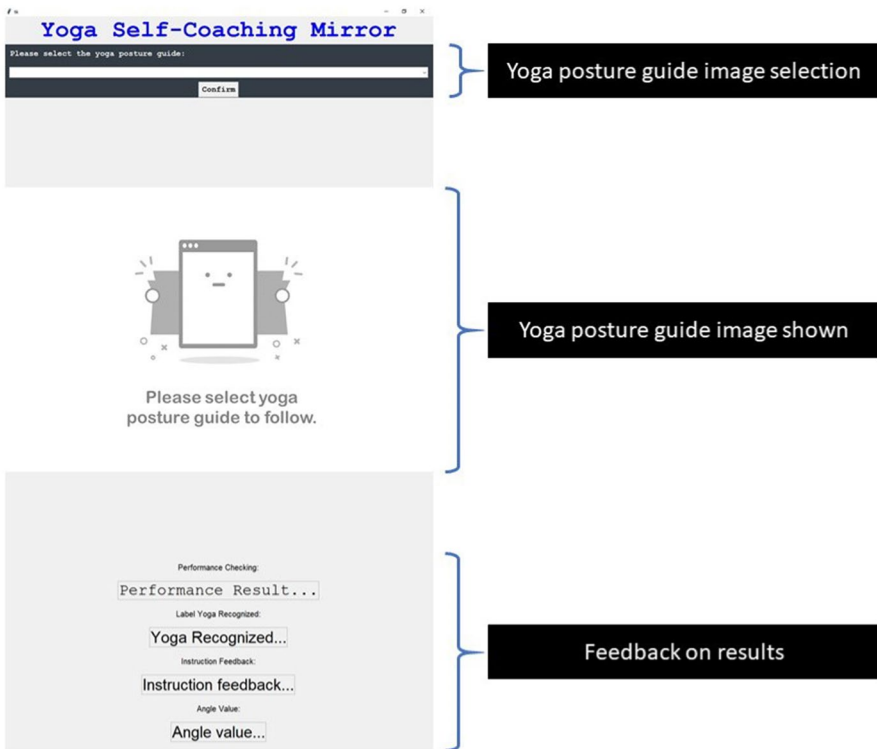 Yoga Self-Coaching Mirror
Please select the yoga posture guide:
Confirm
Yoga posture guide image selection
Please select yoga
posture guide to follow.
Yoga posture guide image shown
Performance Checking:
Performance Result...
Label Yoga Recognized:
Yoga Recognized...
Instruction Feedback:
Instruction feedback...
Angle Value:
Angle value...
Feedback on results